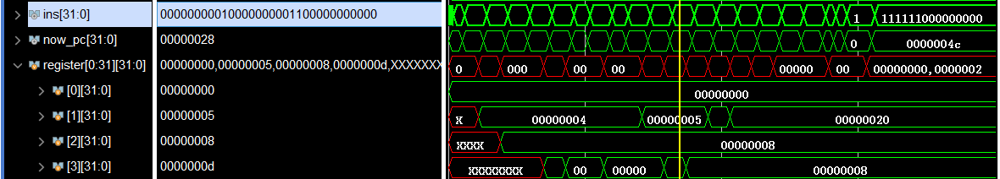 ins[31:0] 00000000010000000001100000000000 1 111111000000000
now_pc[31:0] 00000028 0 0000004c
register[0:31][31:0] 00000000,00000005,00000008,0000000d,XXXXXXX 0 000 00 00 00000 00 00000000,0000002
[0][31:0] 00000000 00000000
[1][31:0] 00000005 X 00000004 00000005 00000020
[2][31:0] 00000008 XXXX 00000008
[3][31:0] 0000000d XXXXXXXX 00 00000 00000008